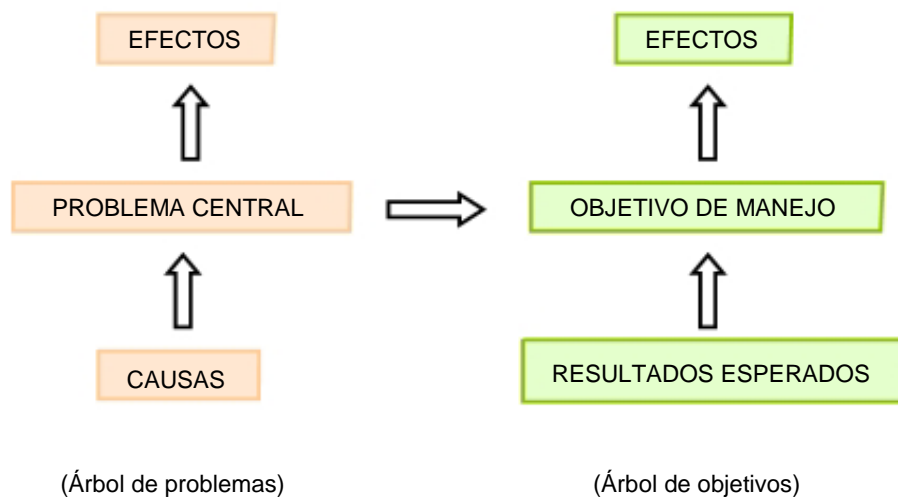 EFECTOS
EFECTOS
PROBLEMA CENTRAL
OBJETIVO DE MANEJO
CAUSAS
RESULTADOS ESPERADOS
(Árbol de problemas)
(Árbol de objetivos)